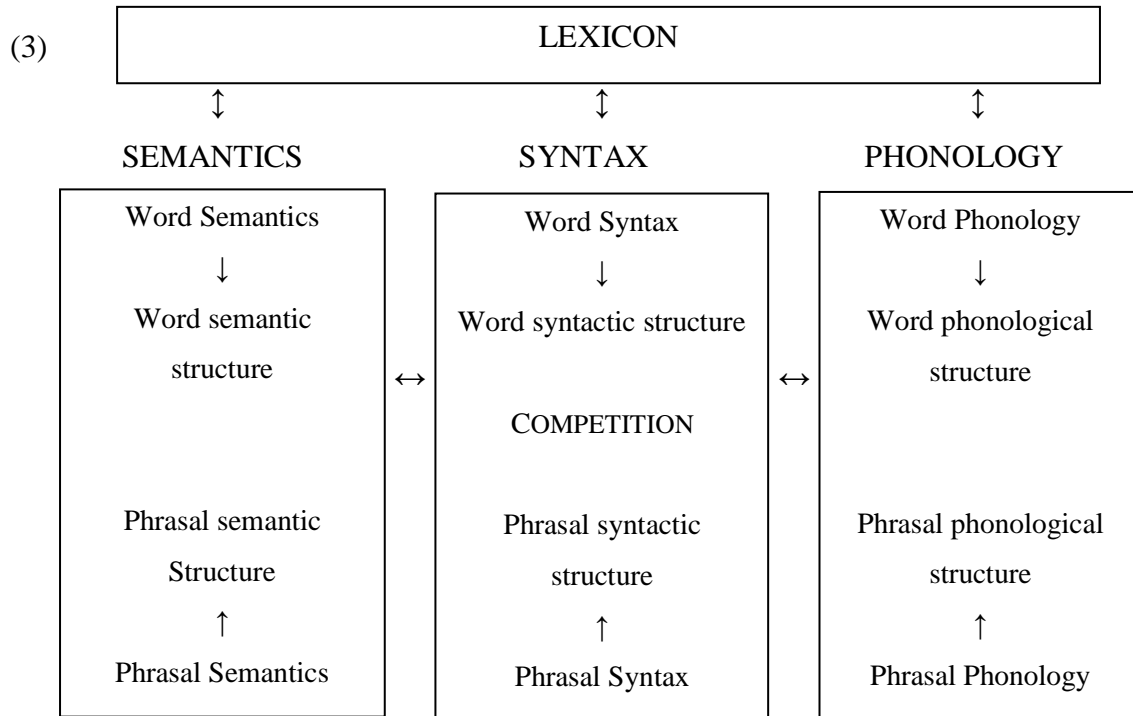 (3)
LEXICON
↕ ↕ ↕
SEMANTICS
SYNTAX
PHONOLOGY
Word Semantics
↓
Word semantic
structure
Phrasal semantic
Structure
↑
Phrasal Semantics
↔
Word Syntax
↓
Word syntactic structure
COMPETITION
Phrasal syntactic
structure
↑
Phrasal Syntax
↔
Word Phonology
↓
Word phonological
structure
Phrasal phonological
structure
↑
Phrasal Phonology